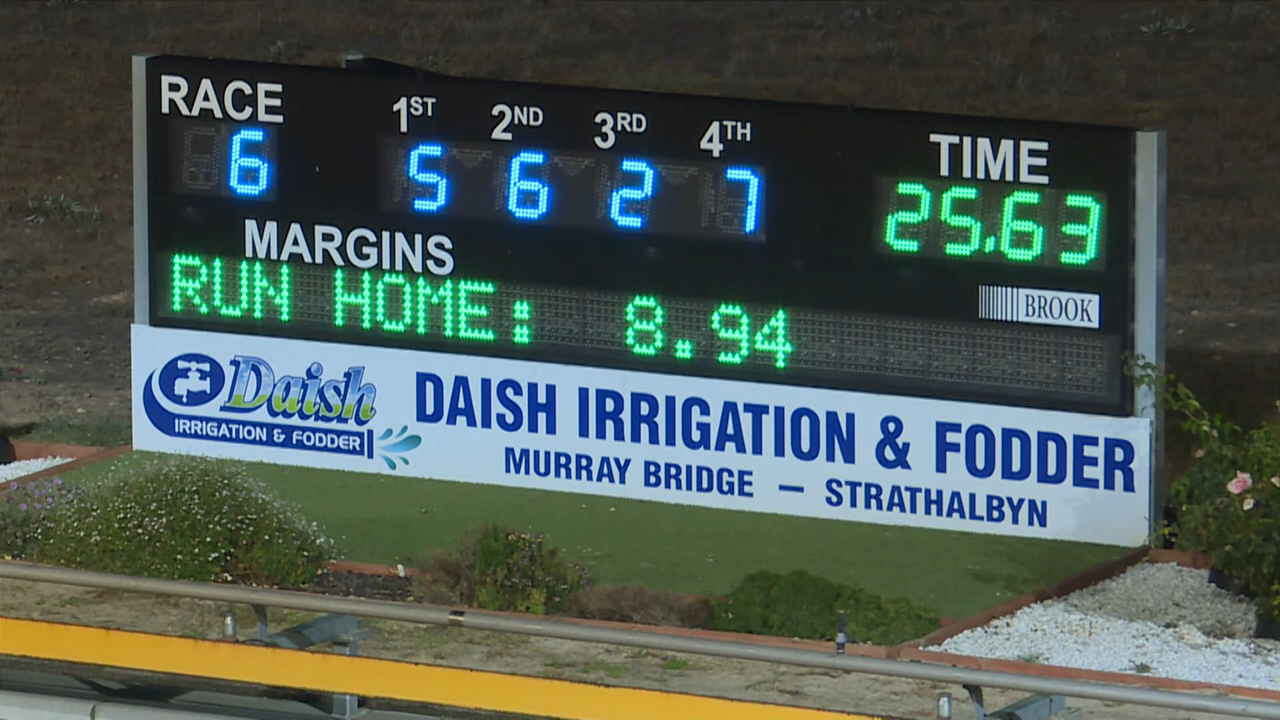 RACE 1ST 2ND 3RD 4TH TIME
6 5 6 2 7 25.63
MARGINS
RUN HOME: 8.94
BROOK
Daish
IRRIGATION & FODDER
DAISH IRRIGATION & FODDER
MURRAY BRIDGE – STRATHALBYN